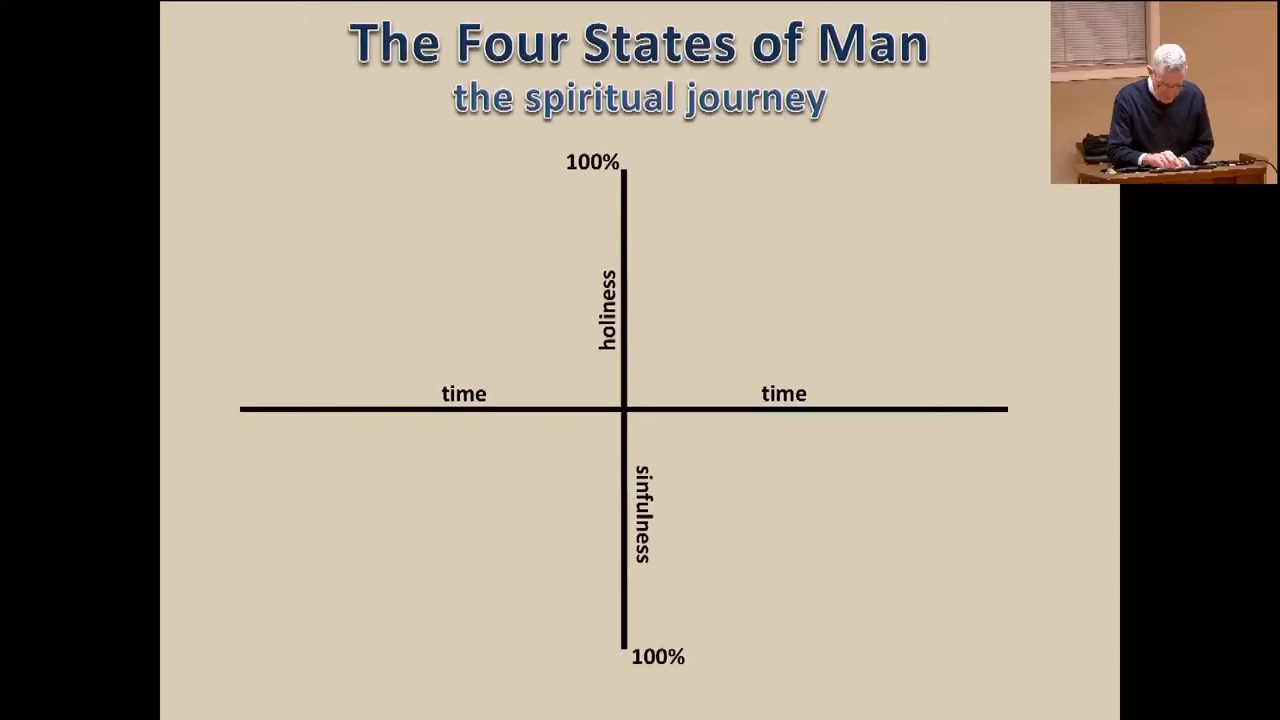 The Four States of Man
the spiritual journey
100%
holiness
time
time
sinfulness
100%